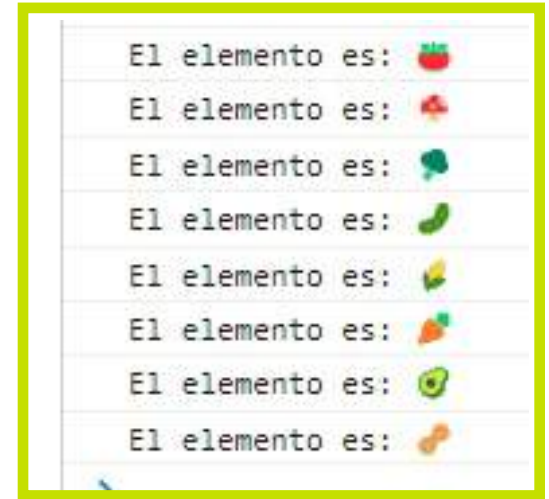 El elemento es: 🍅
El elemento es: 🍄
El elemento es: 🥦
El elemento es: 🥒
El elemento es: 🌽
El elemento es: 🥕
El elemento es: 🥑
El elemento es: 🥜